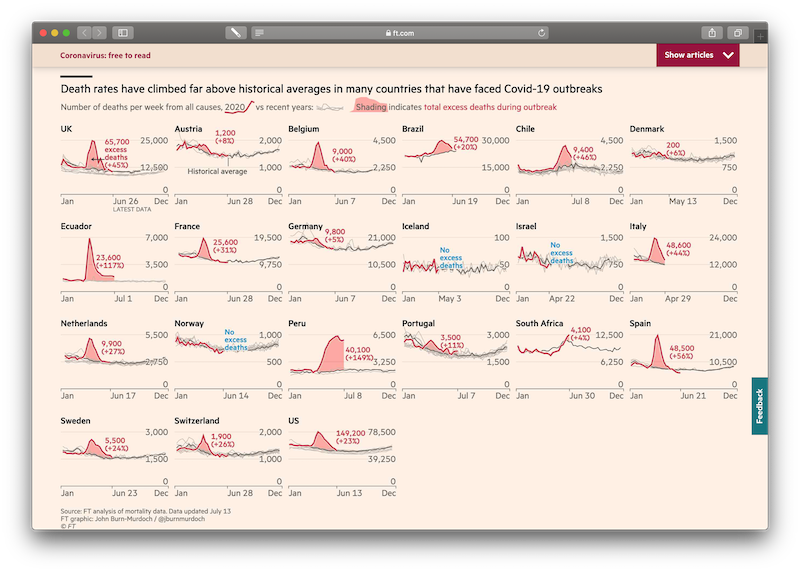 ft.com
Coronavirus: free to read
Show articles
Death rates have climbed far above historical averages in many countries that have faced Covid-19 outbreaks
Number of deaths per week from all causes, 2020 vs recent years: Shading indicates total excess deaths during outbreak
UK
65,700
excess
deaths
(+45%)
25,000
12,500
0
Jan Jun 26 Dec
LATEST DATA
Austria
1,200
(+8%)
2,000
1,000
Historical average
0
Jan Jun 28 Dec
Belgium
9,000
(+40%)
4,500
2,250
0
Jan Jun 7 Dec
Brazil
54,700
(+20%)
30,000
15,000
0
Jan Jun 19 Dec
Chile
9,400
(+46%)
4,500
2,250
0
Jan Jul 8 Dec
Denmark
200
(+6%)
1,500
750
0
Jan May 13 Dec
Ecuador
23,600
(+117%)
7,000
3,500
0
Jan Jul 1 Dec
France
25,600
(+31%)
19,500
9,750
0
Jan Jun 28 Dec
Germany
9,800
(+5%)
21,000
10,500
0
Jan Jun 7 Dec
Iceland
No
excess
deaths
100
50
0
Jan May 3 Dec
Israel
No
excess
deaths
1,500
750
0
Jan Apr 22 Dec
Italy
48,600
(+44%)
24,000
12,000
0
Jan Apr 29 Dec
Netherlands
9,900
(+27%)
5,500
2,750
0
Jan Jun 17 Dec
Norway
No
excess
deaths
1,000
500
0
Jan Jun 14 Dec
Peru
40,100
(+149%)
6,500
3,250
0
Jan Jul 8 Dec
Portugal
3,500
(+11%)
3,000
1,500
0
Jan Jul 7 Dec
South Africa
4,100
(+4%)
12,500
6,250
0
Jan Jun 30 Dec
Spain
48,500
(+56%)
21,000
10,500
0
Jan Jun 21 Dec
Sweden
5,500
(+24%)
3,000
1,500
0
Jan Jun 23 Dec
Switzerland
1,900
(+26%)
2,000
1,000
0
Jan Jun 28 Dec
US
149,200
(+23%)
78,500
39,250
0
Jan Jun 13 Dec
Feedback
Source: FT analysis of mortality data. Data updated July 13
FT graphic: John Burn-Murdoch / @jburnmurdoch
© FT